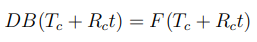 DB(T_c + R_c t) = F(T_c + R_c t)